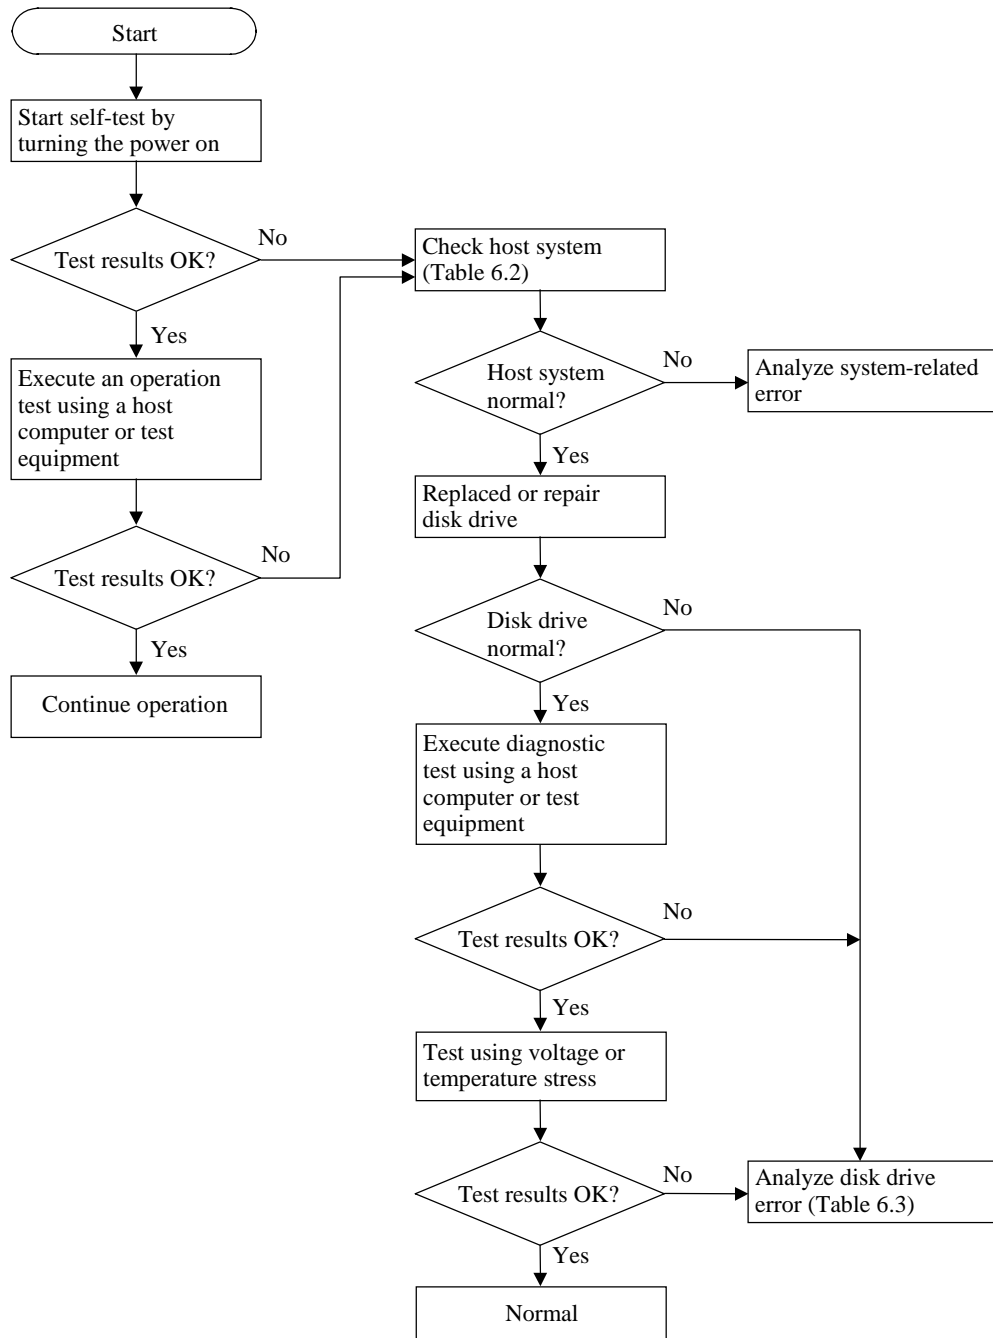 Start
Start self-test by
turning the power on
Test results OK?
No
Yes
Execute an operation
test using a host
computer or test
equipment
Test results OK?
No
Yes
Continue operation
Check host system
(Table 6.2)
Host system
normal?
No
Analyze system-related
error
Yes
Replaced or repair
disk drive
Disk drive
normal?
No
Yes
Execute diagnostic
test using a host
computer or test
equipment
Test results OK?
No
Yes
Test using voltage or
temperature stress
Test results OK?
No
Analyze disk drive
error (Table 6.3)
Yes
Normal